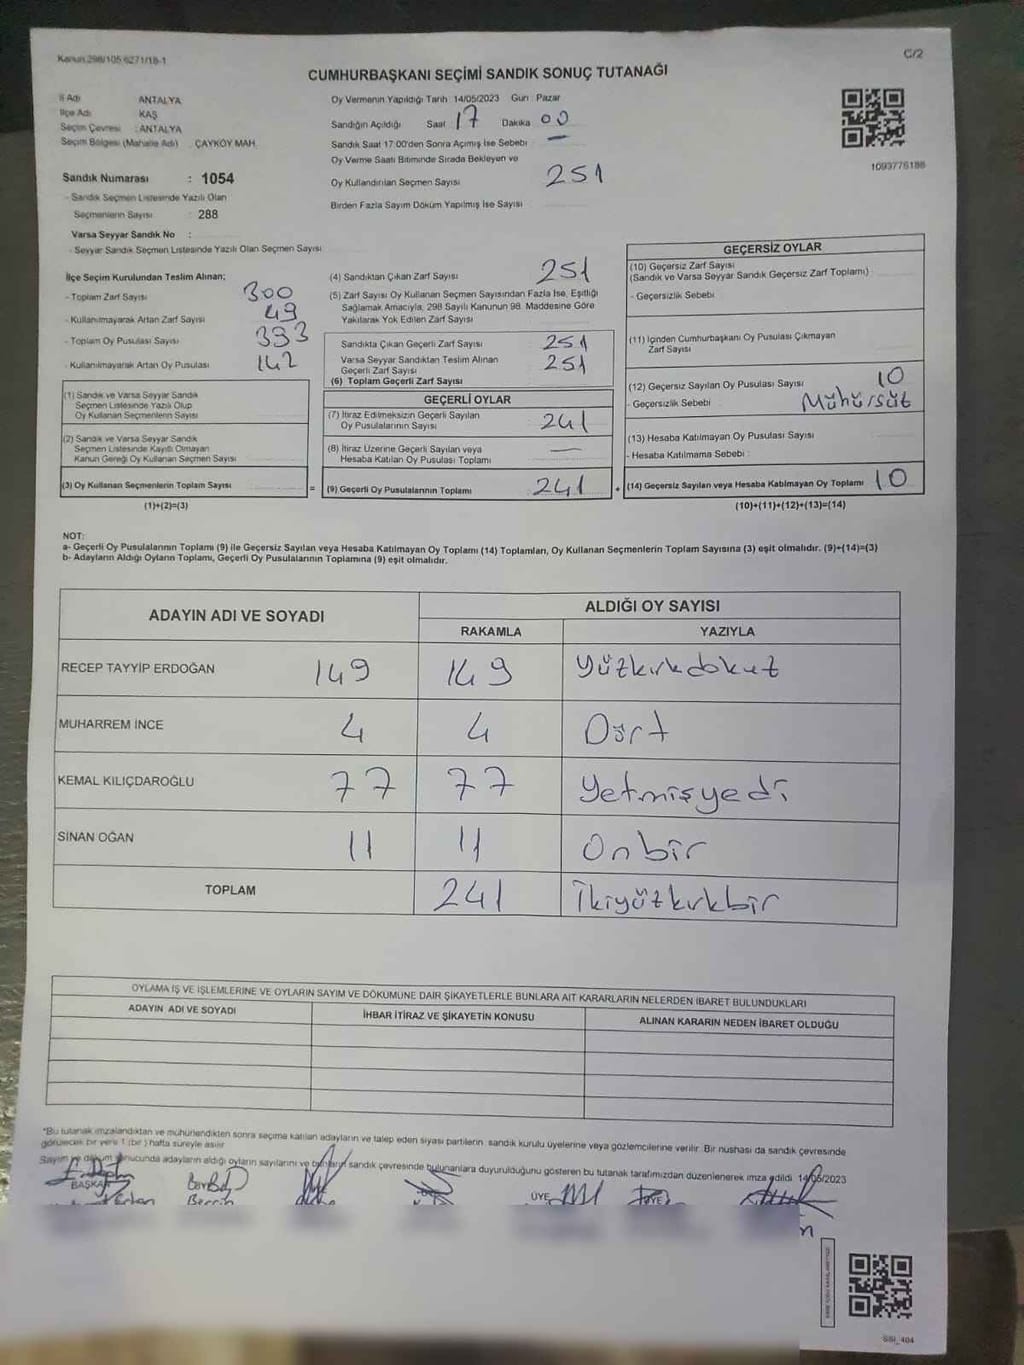 Kanun 298/105 6271/18-1
C/2
CUMHURBAŞKANI SEÇİMİ SANDIK SONUÇ TUTANAĞI
İl Adı ANTALYA
İlçe Adı KAŞ
Seçim Çevresi : ANTALYA
Seçim Bölgesi (Mahalle Adı) ÇAYKÖY MAH.
Sandık Numarası : 1054
- Sandık Seçmen Listesinde Yazılı Olan
Seçmenlerin Sayısı : 288
Varsa Seyyar Sandık No :
- Seyyar Sandık Seçmen Listesinde Yazılı Olan Seçmen Sayısı
Oy Vermenin Yapıldığı Tarih 14/05/2023 Gün Pazar
Sandığın Açıldığı Saat 17 Dakika 00
Sandık Saat 17:00'den Sonra Açımış İse Sebebi —
Oy Verme Saati Bitiminde Sırada Bekleyen ve
Oy Kullandırılan Seçmen Sayısı 251
Birden Fazla Sayım Döküm Yapılmış İse Sayısı
1093776186
İlçe Seçim Kurulundan Teslim Alınan;
- Toplam Zarf Sayısı 300
- Kullanılmayarak Artan Zarf Sayısı 49
- Toplam Oy Pusulası Sayısı 393
- Kullanılmayarak Artan Oy Pusulası 142
(1) Sandık ve Varsa Seyyar Sandık
Seçmen Listesinde Yazılı Olup
Oy Kullanan Seçmenlerin Sayısı
(2) Sandık ve Varsa Seyyar Sandık
Seçmen Listesinde Kayıtlı Olmayan
Kanun Gereği Oy Kullanan Seçmen Sayısı
(3) Oy Kullanan Seçmenlerin Toplam Sayısı =
(1)+(2)=(3)
(4) Sandıktan Çıkan Zarf Sayısı 251
(5) Zarf Sayısı Oy Kullanan Seçmen Sayısından Fazla İse, Eşitliği
Sağlamak Amacıyla, 298 Sayılı Kanunun 98. Maddesine Göre
Yakılarak Yok Edilen Zarf Sayısı
Sandıkta Çıkan Geçerli Zarf Sayısı 251
Varsa Seyyar Sandıktan Teslim Alınan
Geçerli Zarf Sayısı 251
(6) Toplam Geçerli Zarf Sayısı
GEÇERLİ OYLAR
(7) İtiraz Edilmeksizin Geçerli Sayılan
Oy Pusulalarının Sayısı 241
(8) İtiraz Üzerine Geçerli Sayılan veya
Hesaba Katılan Oy Pusulası Toplamı —
(9) Geçerli Oy Pusulalarının Toplamı 241 +
GEÇERSİZ OYLAR
(10) Geçersiz Zarf Sayısı
(Sandık ve Varsa Seyyar Sandık Geçersiz Zarf Toplamı)
- Geçersizlik Sebebi
(11) İçinden Cumhurbaşkanı Oy Pusulası Çıkmayan
Zarf Sayısı
(12) Geçersiz Sayılan Oy Pusulası Sayısı 10
- Geçersizlik Sebebi Mühürsüt
(13) Hesaba Katılmayan Oy Pusulası Sayısı
- Hesaba Katılmama Sebebi :
(14) Geçersiz Sayılan veya Hesaba Katılmayan Oy Toplamı 10
(10)+(11)+(12)+(13)=(14)
NOT:
a- Geçerli Oy Pusulalarının Toplamı (9) ile Geçersiz Sayılan veya Hesaba Katılmayan Oy Toplamı (14) Toplamları, Oy Kullanan Seçmenlerin Toplam Sayısına (3) eşit olmalıdır. (9)+(14)=(3)
b- Adayların Aldığı Oyların Toplamı, Geçerli Oy Pusulalarının Toplamına (9) eşit olmalıdır.
ADAYIN ADI VE SOYADI
ALDIĞI OY SAYISI
RAKAMLA YAZIYLA
RECEP TAYYİP ERDOĞAN 149 149 Yüzkırkdokuz
MUHARREM İNCE 4 4 Dört
KEMAL KILIÇDAROĞLU 77 77 Yetmişyedi
SİNAN OĞAN 11 11 Onbir
TOPLAM 241 İkiyüzkırkbir
OYLAMA İŞ VE İŞLEMLERİNE VE OYLARIN SAYIM VE DÖKÜMÜNE DAİR ŞİKAYETLERLE BUNLARA AİT KARARLARIN NELERDEN İBARET BULUNDUKLARI
ADAYIN ADI VE SOYADI İHBAR İTİRAZ VE ŞİKAYETİN KONUSU ALINAN KARARIN NEDEN İBARET OLDUĞU
*Bu tutanak imzalandıktan ve mühürlendikten sonra seçime katılan adayların ve talep eden siyasi partilerin sandık kurulu üyelerine veya gözlemcilerine verilir. Bir nüshası da sandık çevresinde
görülecek bir yere 1 (bir) hafta süreyle asılır
Sayım ve döküm sonucunda adayların aldığı oyların sayılarını ve bunların sandık çevresinde bulunanlara duyurulduğunu gösteren bu tutanak tarafımızdan düzenlenerek imza edildi. 14/05/2023
BAŞKAN
ÜYE ÜYE
Berrin
SSI_404